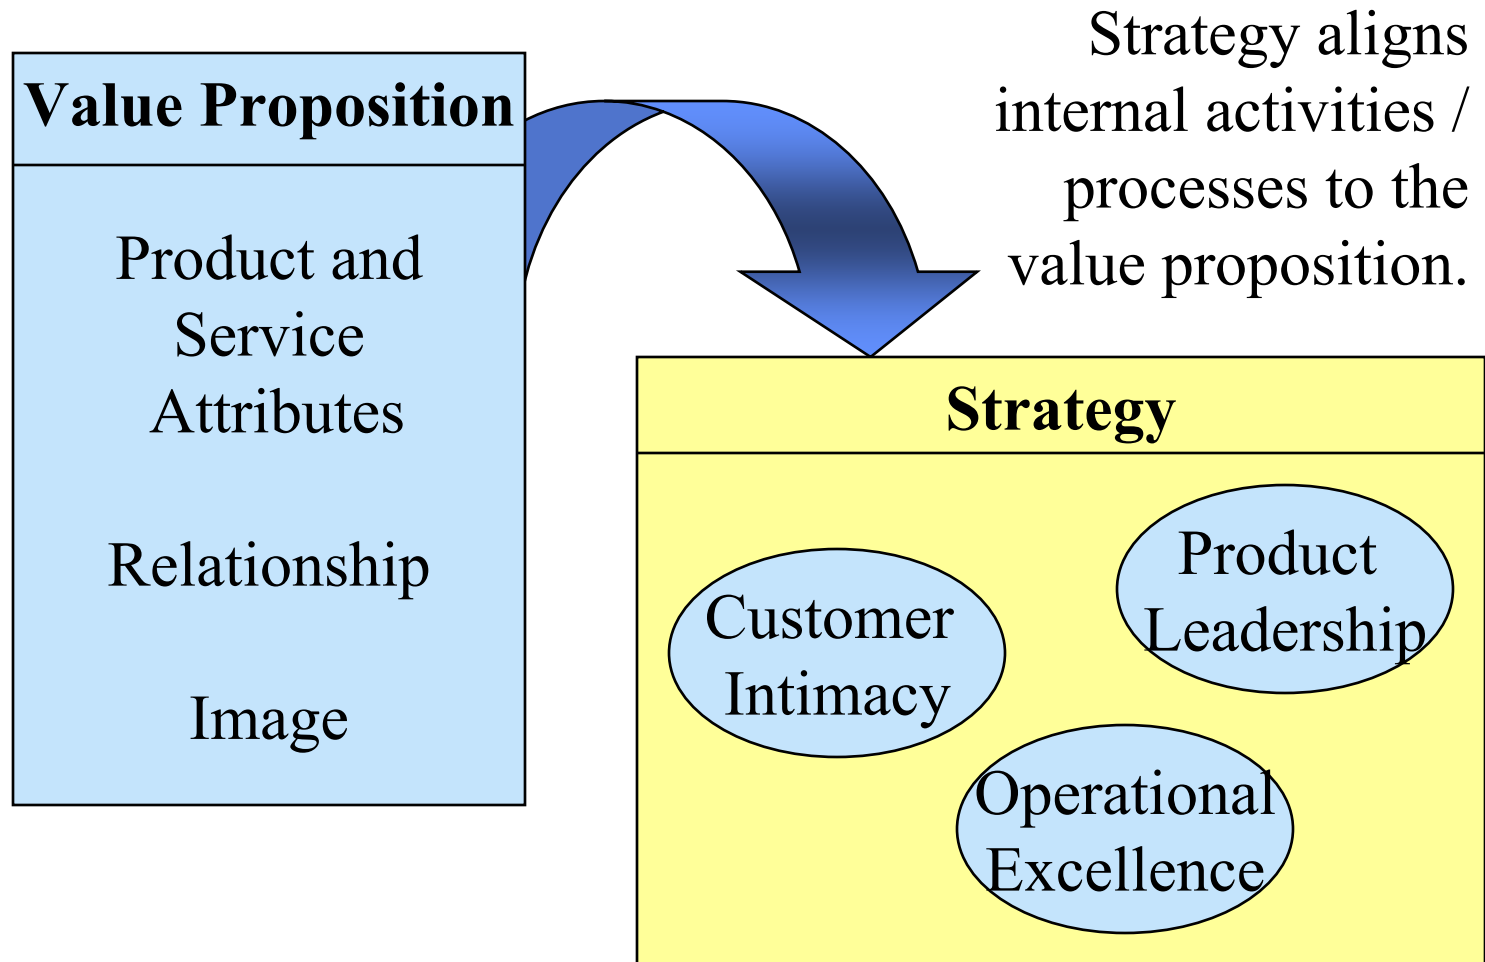 Value Proposition
Product and
Service
Attributes
Relationship
Image
Strategy aligns
internal activities /
processes to the
value proposition.
Strategy
Customer
Intimacy
Product
Leadership
Operational
Excellence